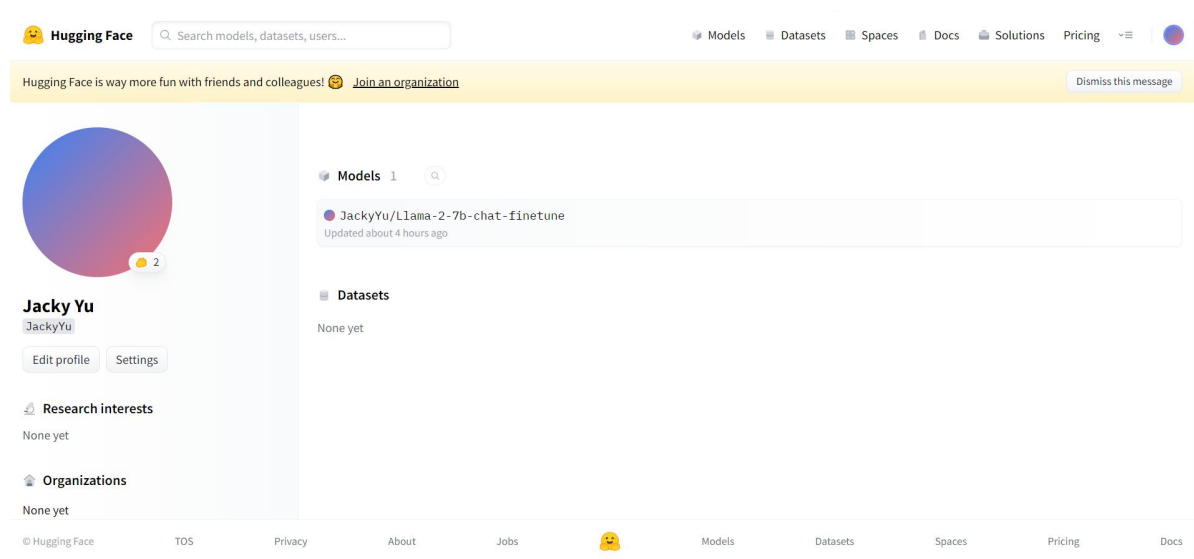 Hugging Face
Search models, datasets, users...
Models
Datasets
Spaces
Docs
Solutions
Pricing
Hugging Face is way more fun with friends and colleagues! 🤗 Join an organization
Dismiss this message
2
Jacky Yu
JackyYu
Edit profile
Settings
Research interests
None yet
Organizations
None yet
Models 1
JackyYu/Llama-2-7b-chat-finetune
Updated about 4 hours ago
Datasets
None yet
© Hugging Face
TOS
Privacy
About
Jobs
Models
Datasets
Spaces
Pricing
Docs